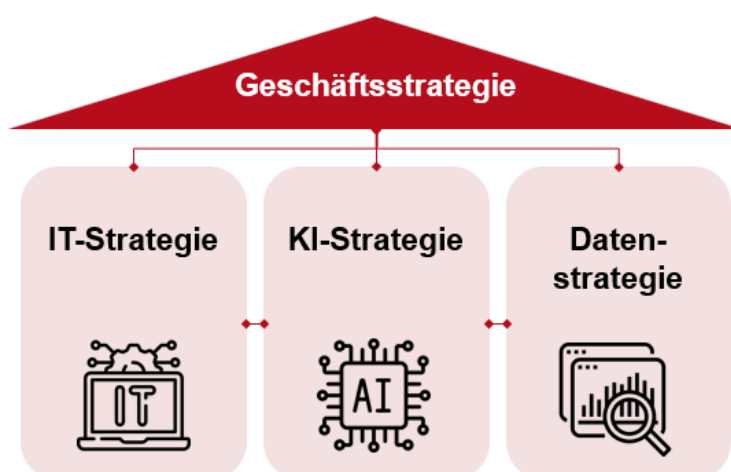 Geschäftsstrategie
IT-Strategie
KI-Strategie
Daten-
strategie
IT
AI